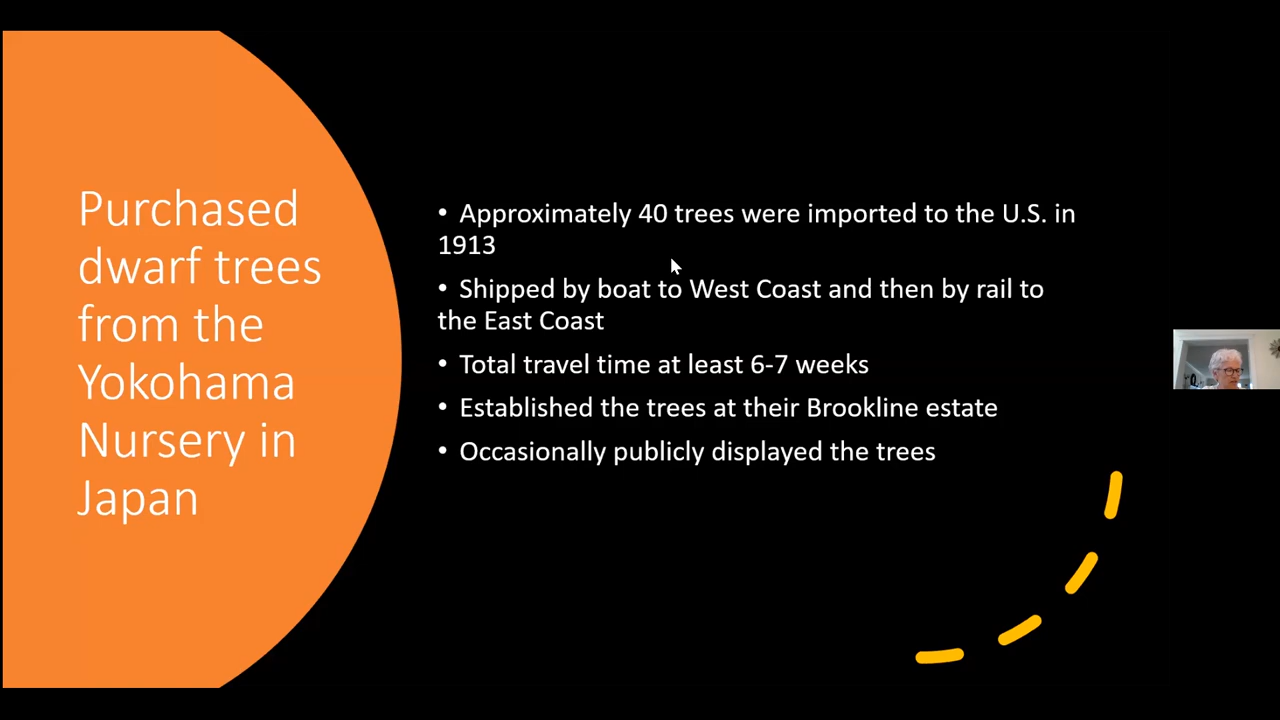 Purchased
dwarf trees
from the
Yokohama
Nursery in
Japan
• Approximately 40 trees were imported to the U.S. in
1913
• Shipped by boat to West Coast and then by rail to
the East Coast
• Total travel time at least 6-7 weeks
• Established the trees at their Brookline estate
• Occasionally publicly displayed the trees